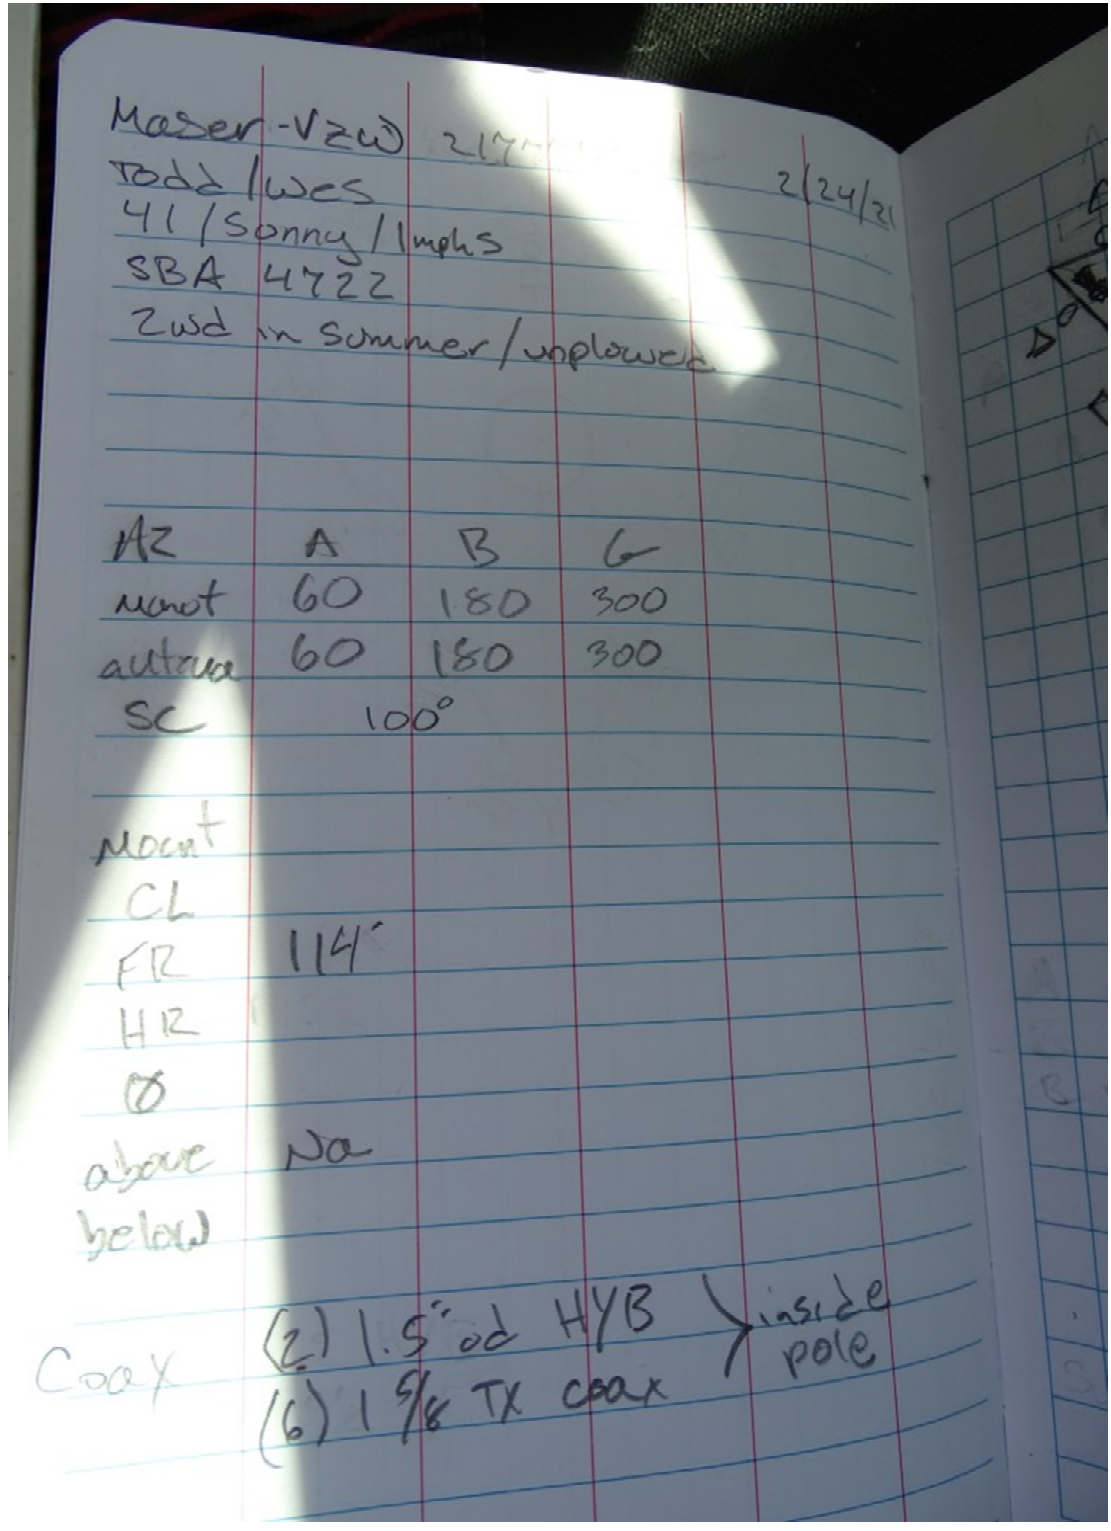 Maser - VZW 217
2/24/21
Todd / Wes
41 / Sonny / 1mphs
SBA 4722
2wd in summer / unplowed
AZ A B G
mount 60 180 300
60 180 300
SC 100°
Mount
CL
FR 114"
HR
above Na
below
Coax (2) 1.5" od HYB
(6) 1 5/8 TX coax
inside
pole